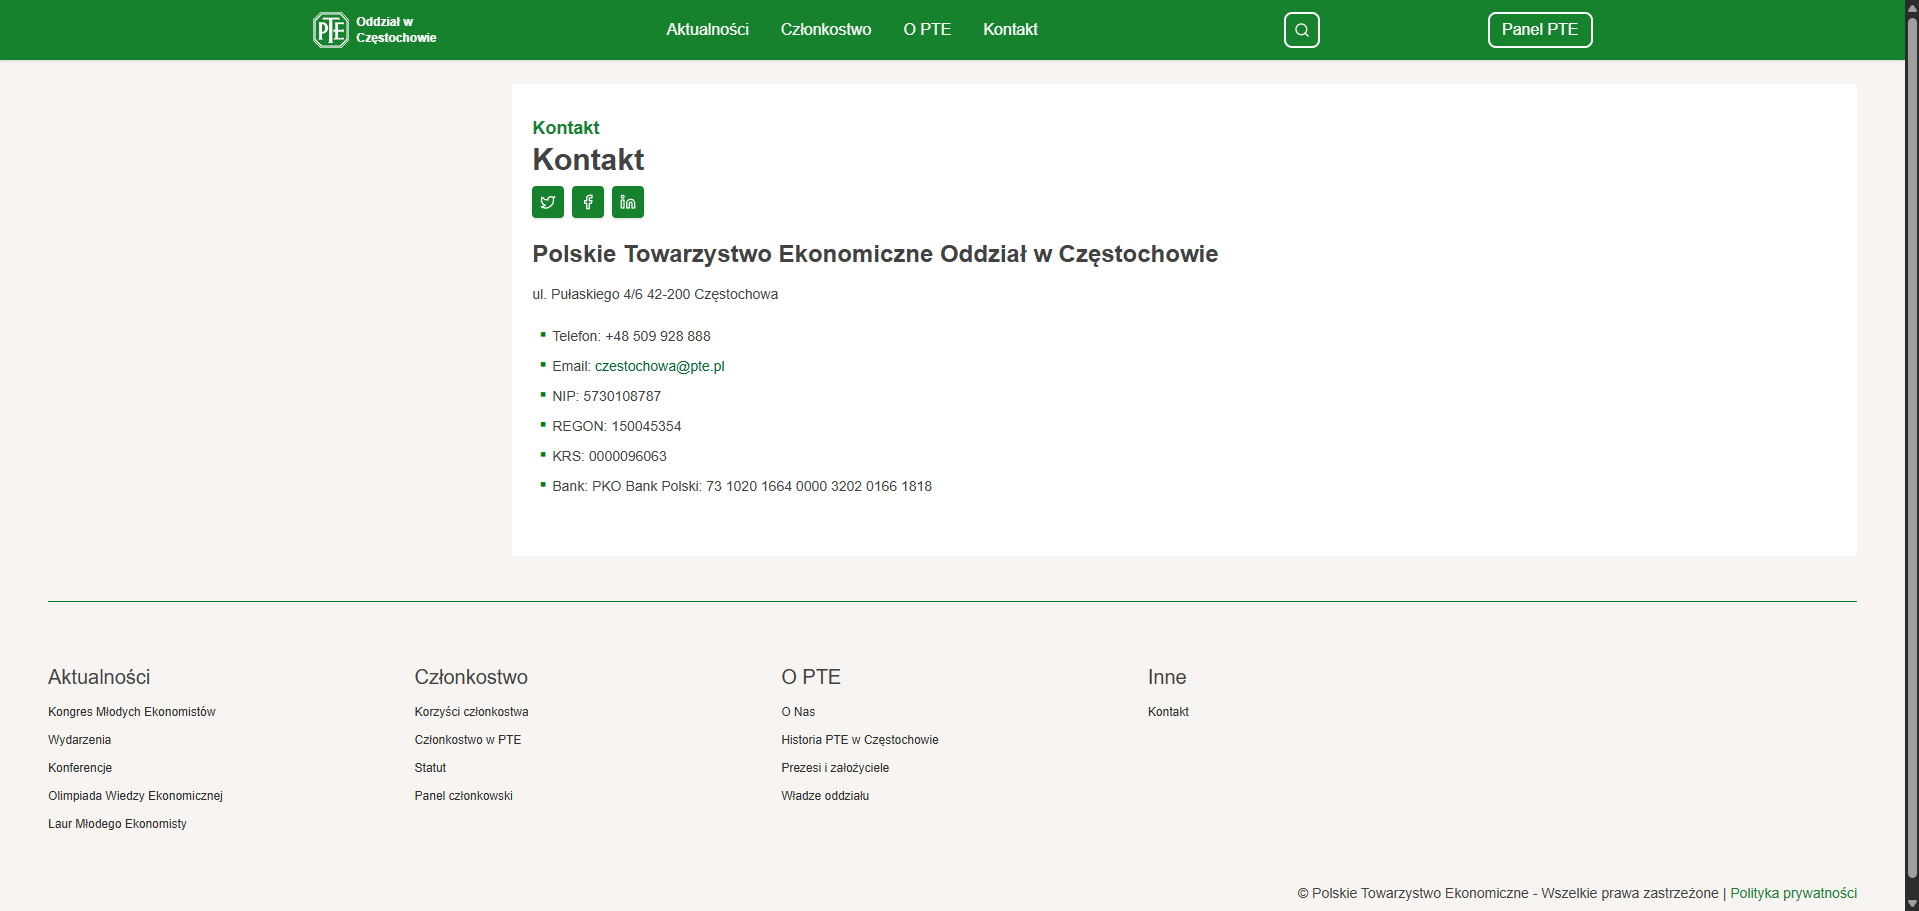 PTE
Oddział w
Częstochowie
Aktualności
Członkostwo
O PTE
Kontakt
Panel PTE
Kontakt
Kontakt
Polskie Towarzystwo Ekonomiczne Oddział w Częstochowie
ul. Pułaskiego 4/6 42-200 Częstochowa
Telefon: +48 509 928 888
Email: czestochowa@pte.pl
NIP: 5730108787
REGON: 150045354
KRS: 0000096063
Bank: PKO Bank Polski: 73 1020 1664 0000 3202 0166 1818
Aktualności
Kongres Młodych Ekonomistów
Wydarzenia
Konferencje
Olimpiada Wiedzy Ekonomicznej
Laur Młodego Ekonomisty
Członkostwo
Korzyści członkostwa
Członkostwo w PTE
Statut
Panel członkowski
O PTE
O Nas
Historia PTE w Częstochowie
Prezesi i założyciele
Władze oddziału
Inne
Kontakt
© Polskie Towarzystwo Ekonomiczne - Wszelkie prawa zastrzeżone | Polityka prywatności